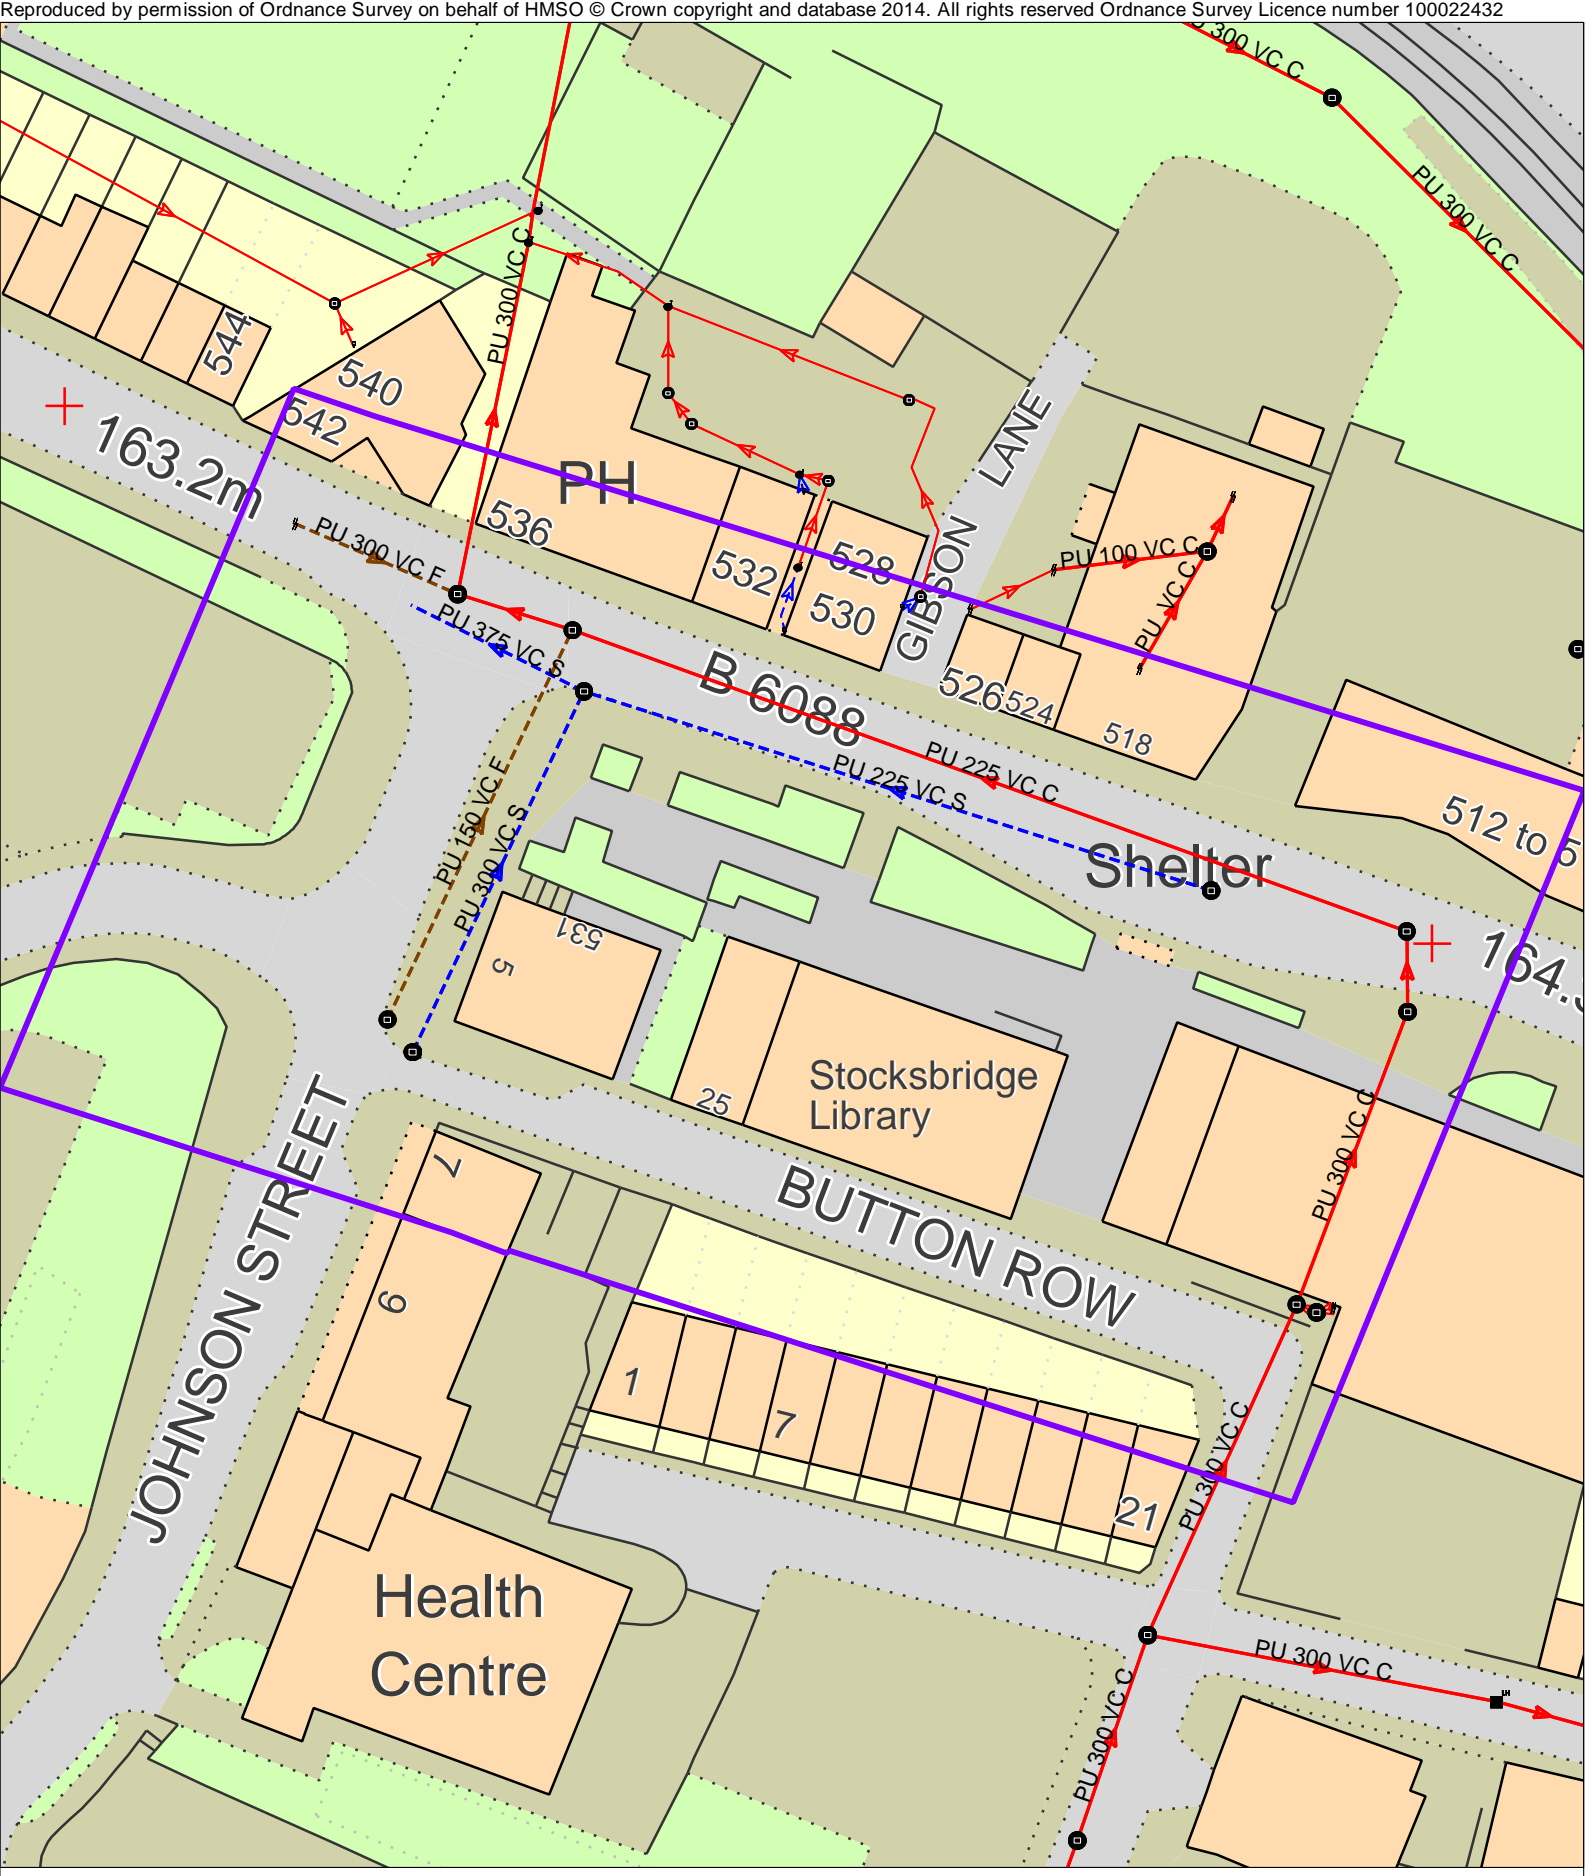 Reproduced by permission of Ordnance Survey on behalf of HMSO © Crown copyright and database 2014. All rights reserved Ordnance Survey Licence number 100022432
300 VC C
PU 300 VC C
PU 300 VC C
544
540
542
163.2m
PH
536
LANE
GIBSON
PU 300 VC F
532
528
530
PU 100 VC C
PU VC C
PU 375 VC S
B 6088
526
524
518
PU 225 VC C
PU 225 VC S
512 to 5
PU 150 VC F
PU 300 VC S
Shelter
531
5
164.
Stocksbridge
Library
25
PU 300 VC C
7
BUTTON ROW
JOHNSON STREET
9
1
7
21
PU 300 VC C
Health
Centre
PU 300 VC C
LH
PU 300 VC C